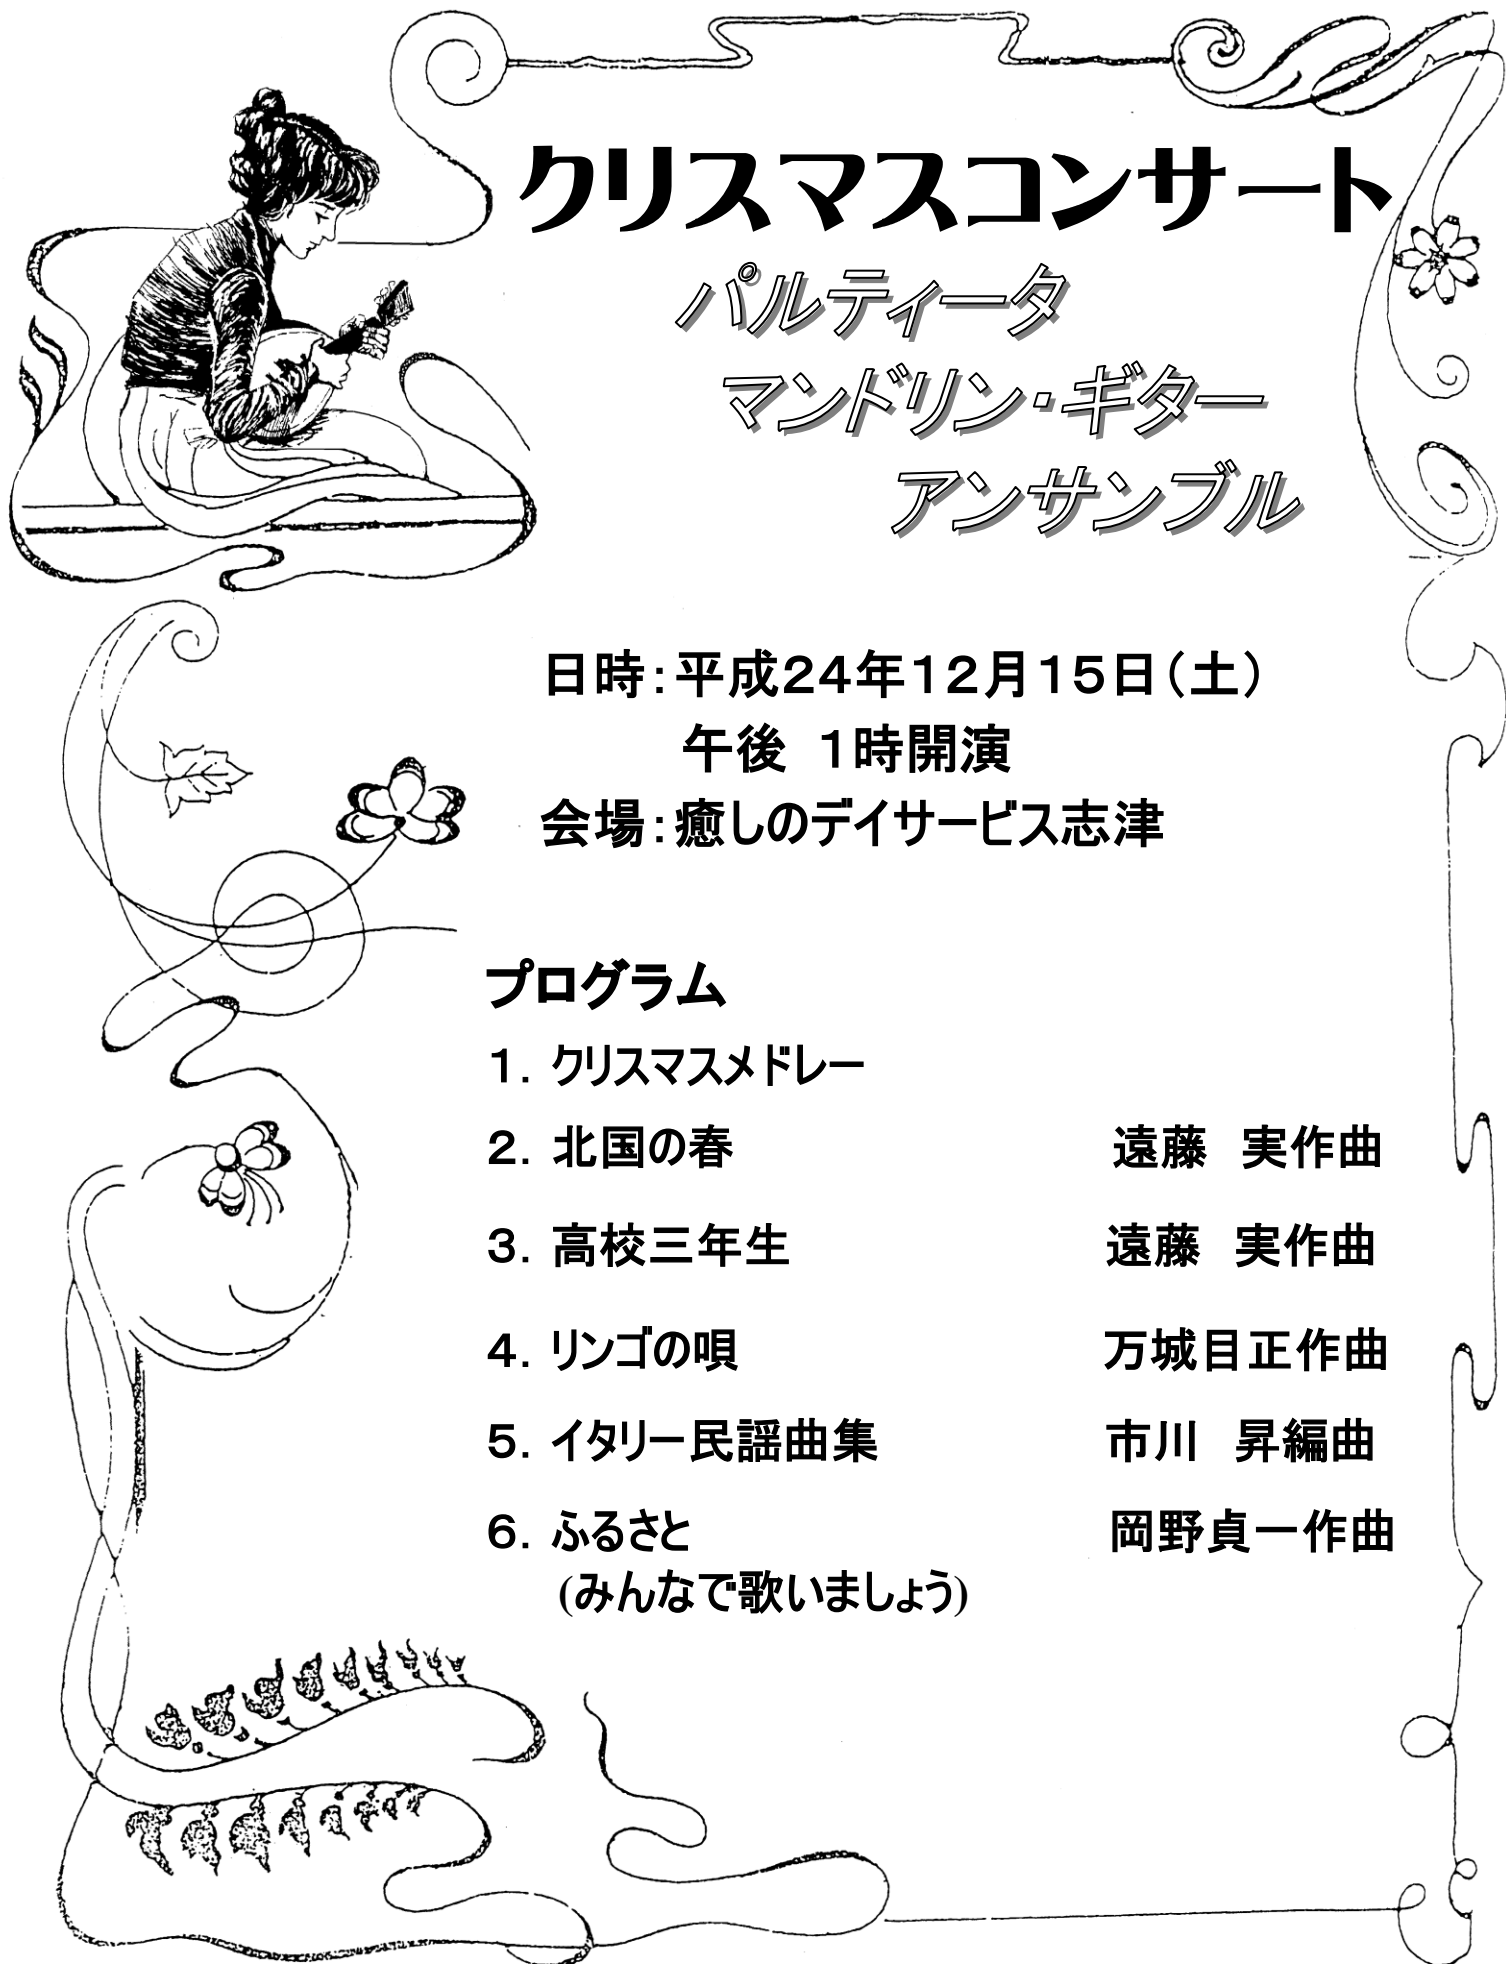 クリスマスコンサート
パルティータ
マンドリン・ギター
アンサンブル
日時：平成２４年１２月１５日（土）
午後　１時開演
会場：癒しのデイサービス志津
プログラム
１．クリスマスメドレー
２．北国の春　遠藤　実作曲
３．高校三年生　遠藤　実作曲
４．リンゴの唄　万城目正作曲
５．イタリー民謡曲集　市川　昇編曲
６．ふるさと　岡野貞一作曲
(みんなで歌いましょう)